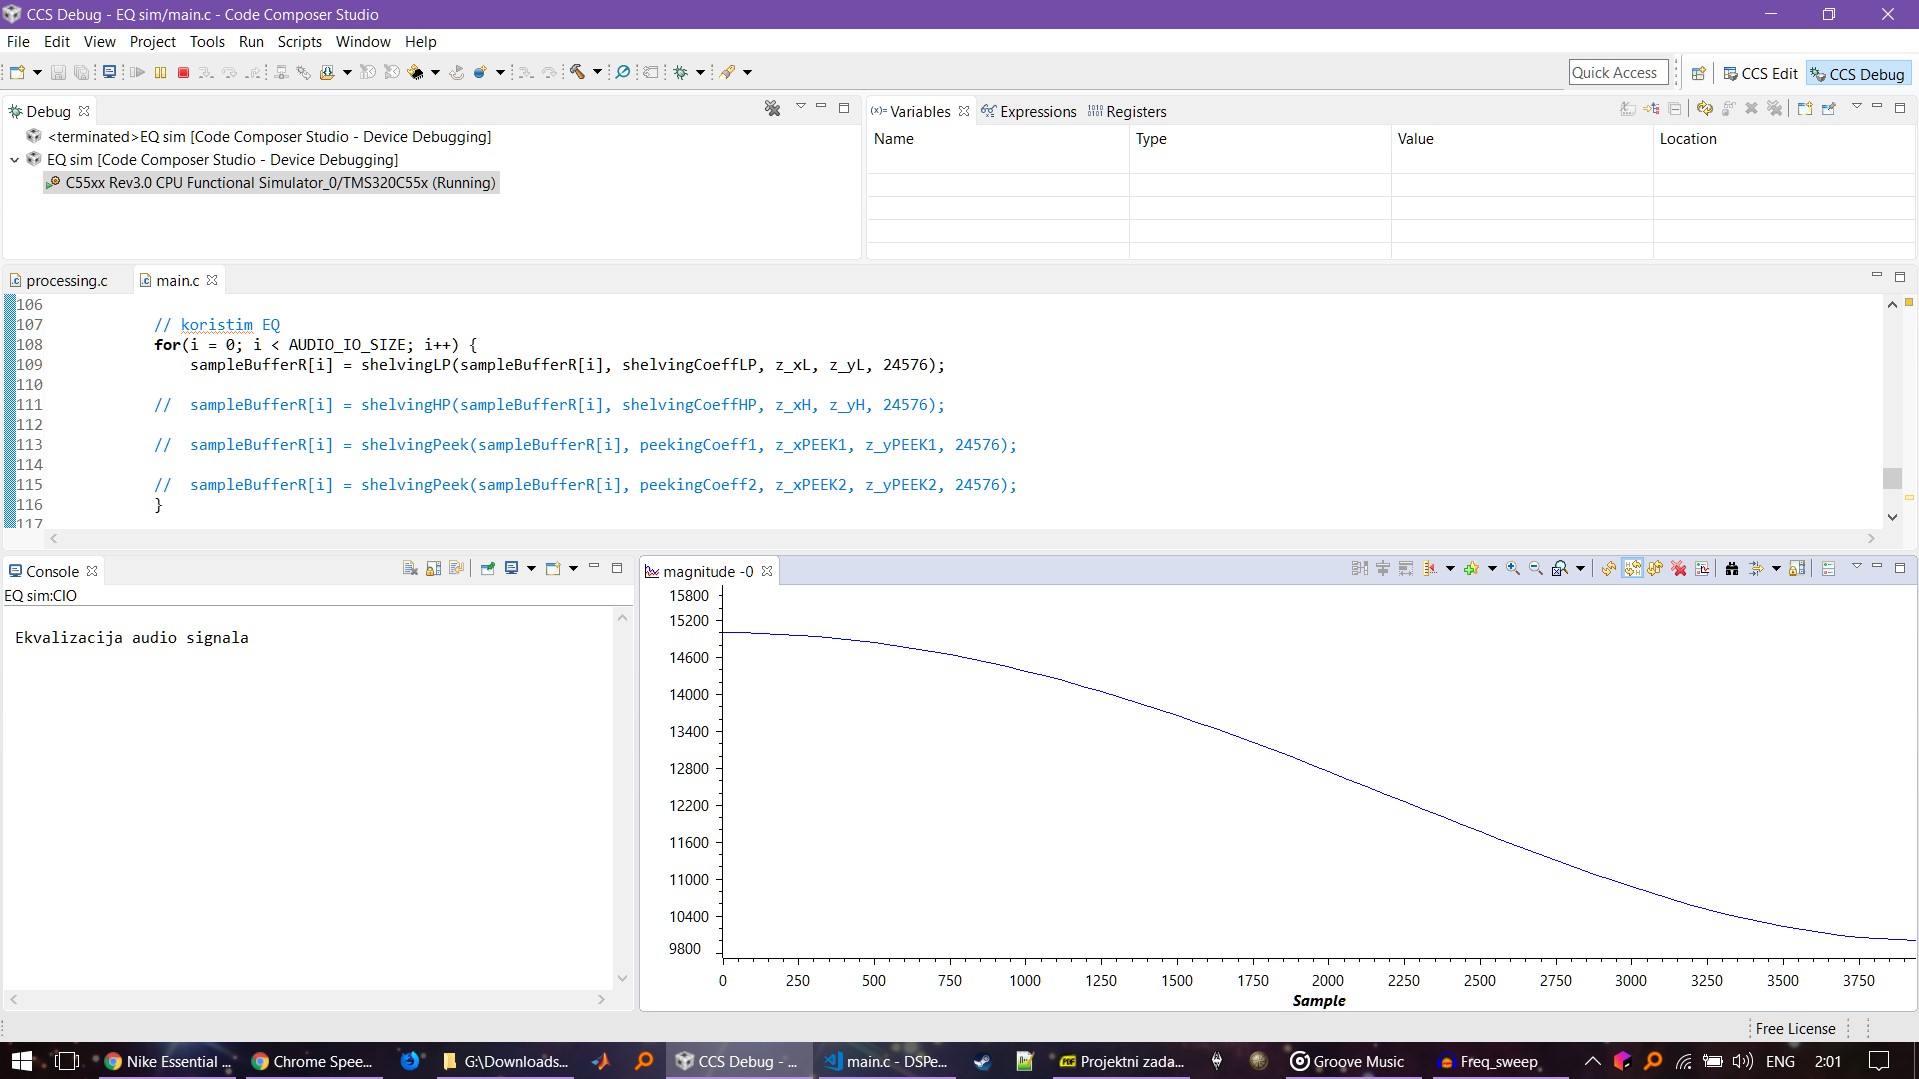 CCS Debug - EQ sim/main.c - Code Composer Studio
File Edit View Project Tools Run Scripts Window Help
Quick Access CCS Edit CCS Debug
Debug
<terminated>EQ sim [Code Composer Studio - Device Debugging]
EQ sim [Code Composer Studio - Device Debugging]
C55xx Rev3.0 CPU Functional Simulator_0/TMS320C55x (Running)
(x)= Variables Expressions 1010 0101 Registers
Name Type Value Location
processing.c main.c
106
107 // koristim EQ
108 for(i = 0; i < AUDIO_IO_SIZE; i++) {
109 sampleBufferR[i] = shelvingLP(sampleBufferR[i], shelvingCoeffLP, z_xL, z_yL, 24576);
110
111 // sampleBufferR[i] = shelvingHP(sampleBufferR[i], shelvingCoeffHP, z_xH, z_yH, 24576);
112
113 // sampleBufferR[i] = shelvingPeek(sampleBufferR[i], peekingCoeff1, z_xPEEK1, z_yPEEK1, 24576);
114
115 // sampleBufferR[i] = shelvingPeek(sampleBufferR[i], peekingCoeff2, z_xPEEK2, z_yPEEK2, 24576);
116 }
117
Console
EQ sim:CIO
Ekvalizacija audio signala
magnitude -0
15800
15200
14600
14000
13400
12800
12200
11600
11000
10400
9800
0 250 500 750 1000 1250 1500 1750 2000 2250 2500 2750 3000 3250 3500 3750
Sample
Free License
Nike Essential ... Chrome Spee... G:\Downloads... CCS Debug - ... main.c - DSPe... Projektni zada... Groove Music Freq_sweep ENG 2:01